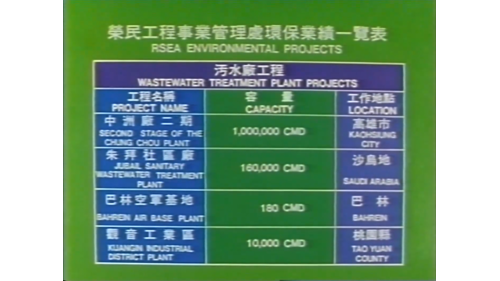 榮民工程事業管理處環保業績一覽表
RSEA ENVIRONMENTAL PROJECTS
污水廠工程
WASTEWATER TREATMENT PLANT PROJECTS
工程名稱
PROJECT NAME
容量
CAPACITY
工作地點
LOCATION
中洲廠二期
SECOND STAGE OF THE
CHUNG CHOU PLANT
1,000,000 CMD
高雄市
KAOHSIUNG
CITY
朱拜社區廠
JUBAIL SANITARY
WASTEWATER TREATMENT
PLANT
160,000 CMD
沙烏地
SAUDI ARABIA
巴林空軍基地
BAHREIN AIR BASE PLANT
180 CMD
巴林
BAHREIN
觀音工業區
KUANGIN INDUSTRIAL
DISTRICT PLANT
10,000 CMD
桃園縣
TAO YUAN
COUNTY